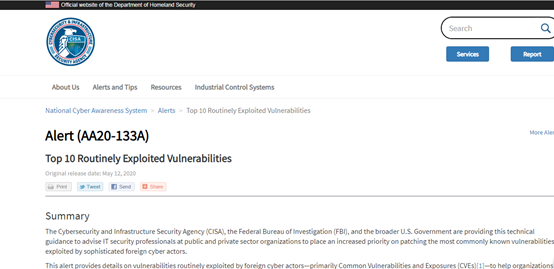 Official website of the Department of Homeland Security
CISA
Search
Services
Report
About Us
Alerts and Tips
Resources
Industrial Control Systems
National Cyber Awareness System > Alerts > Top 10 Routinely Exploited Vulnerabilities
More Aler
Alert (AA20-133A)
Top 10 Routinely Exploited Vulnerabilities
Original release date: May 12, 2020
Print
Tweet
Send
Share
Summary
The Cybersecurity and Infrastructure Security Agency (CISA), the Federal Bureau of Investigation (FBI), and the broader U.S. Government are providing this technical
guidance to advise IT security professionals at public and private sector organizations to place an increased priority on patching the most commonly known vulnerabilities
exploited by sophisticated foreign cyber actors.
This alert provides details on vulnerabilities routinely exploited by foreign cyber actors—primarily Common Vulnerabilities and Exposures (CVEs)[1]—to help organizations